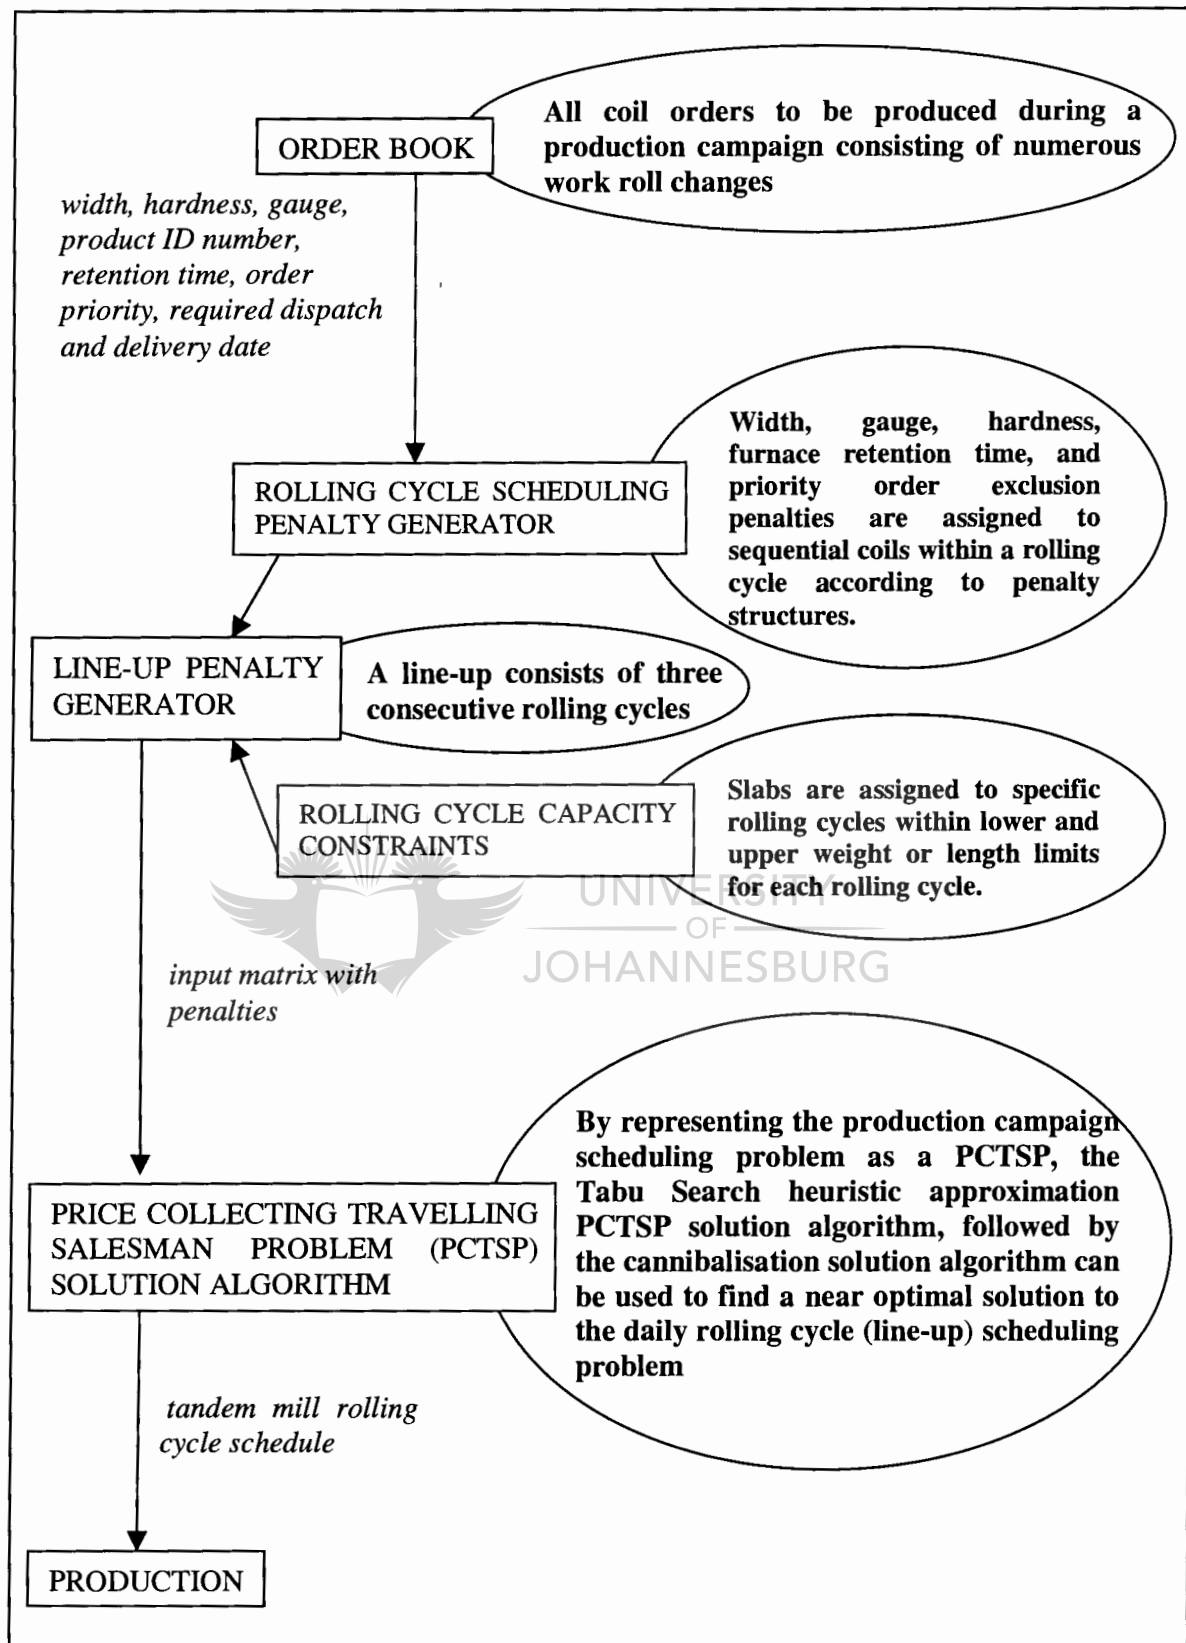 ORDER BOOK
All coil orders to be produced during a
production campaign consisting of numerous
work roll changes
width, hardness, gauge,
product ID number,
retention time, order
priority, required dispatch
and delivery date
ROLLING CYCLE SCHEDULING
PENALTY GENERATOR
Width, gauge, hardness,
furnace retention time, and
priority order exclusion
penalties are assigned to
sequential coils within a rolling
cycle according to penalty
structures.
LINE-UP PENALTY
GENERATOR
A line-up consists of three
consecutive rolling cycles
ROLLING CYCLE CAPACITY
CONSTRAINTS
Slabs are assigned to specific
rolling cycles within lower and
upper weight or length limits
for each rolling cycle.
UNIVERSITY
OF
JOHANNESBURG
input matrix with
penalties
PRICE COLLECTING TRAVELLING
SALESMAN PROBLEM (PCTSP)
SOLUTION ALGORITHM
By representing the production campaign
scheduling problem as a PCTSP, the
Tabu Search heuristic approximation
PCTSP solution algorithm, followed by
the cannibalisation solution algorithm can
be used to find a near optimal solution to
the daily rolling cycle (line-up) scheduling
problem
tandem mill rolling
cycle schedule
PRODUCTION